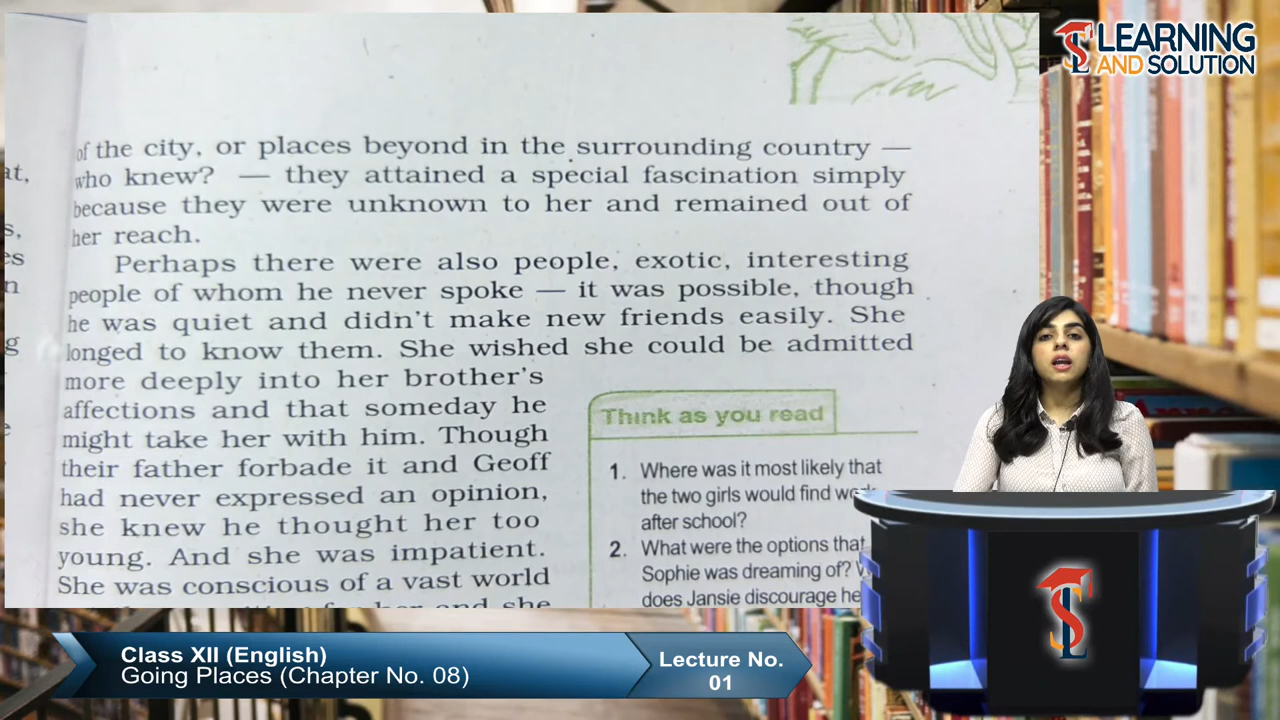 LEARNING
AND SOLUTION
of the city, or places beyond in the surrounding country —
who knew? — they attained a special fascination simply
because they were unknown to her and remained out of
her reach.
Perhaps there were also people, exotic, interesting
people of whom he never spoke — it was possible, though
he was quiet and didn't make new friends easily. She
longed to know them. She wished she could be admitted
more deeply into her brother's
affections and that someday he
might take her with him. Though
their father forbade it and Geoff
had never expressed an opinion,
she knew he thought her too
young. And she was impatient.
She was conscious of a vast world
Think as you read
1. Where was it most likely that
the two girls would find
after school?
2. What were the options that
Sophie was dreaming of?
does Jansie discourage
Class XII (English)
Going Places (Chapter No. 08)
Lecture No.
01